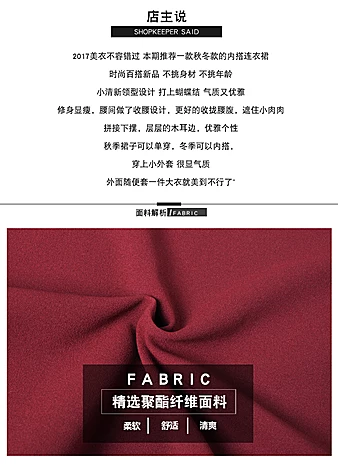 店主说
SHOPKEEPER SAID
2017美衣不容错过 本期推荐一款秋冬款的内搭连衣裙
时尚百搭新品 不挑身材 不挑年龄
小清新领型设计 打上蝴蝶结 气质又优雅
修身显瘦，腰间做了收腰设计，更好的收拢腰腹，遮住小肉肉
拼接下摆，层层的木耳边，优雅个性
秋季裙子可以单穿，冬季可以内搭，
穿上小外套 很显气质
外面随便套一件大衣就美到不行了~
面料解析/FABRIC
FABRIC
精选聚酯纤维面料
柔软 | 舒适 | 清爽